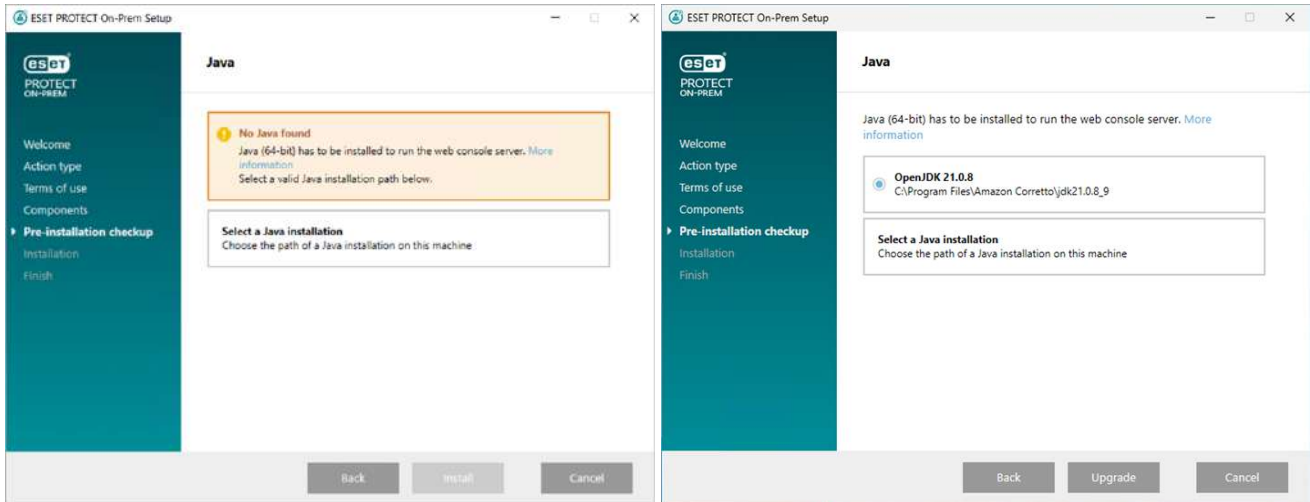 ESET PROTECT On-Prem Setup
eset
PROTECT
ON-PREM
Welcome
Action type
Terms of use
Components
Pre-installation checkup
Installation
Finish
Java
No Java found
Java (64-bit) has to be installed to run the web console server. More
information
Select a valid Java installation path below.
Select a Java installation
Choose the path of a Java installation on this machine
Back
Install
Cancel
ESET PROTECT On-Prem Setup
eset
PROTECT
ON-PREM
Welcome
Action type
Terms of use
Components
Pre-installation checkup
Installation
Finish
Java
Java (64-bit) has to be installed to run the web console server. More
information
OpenJDK 21.0.8
C:\Program Files\Amazon Corretto\jdk21.0.8_9
Select a Java installation
Choose the path of a Java installation on this machine
Back
Upgrade
Cancel